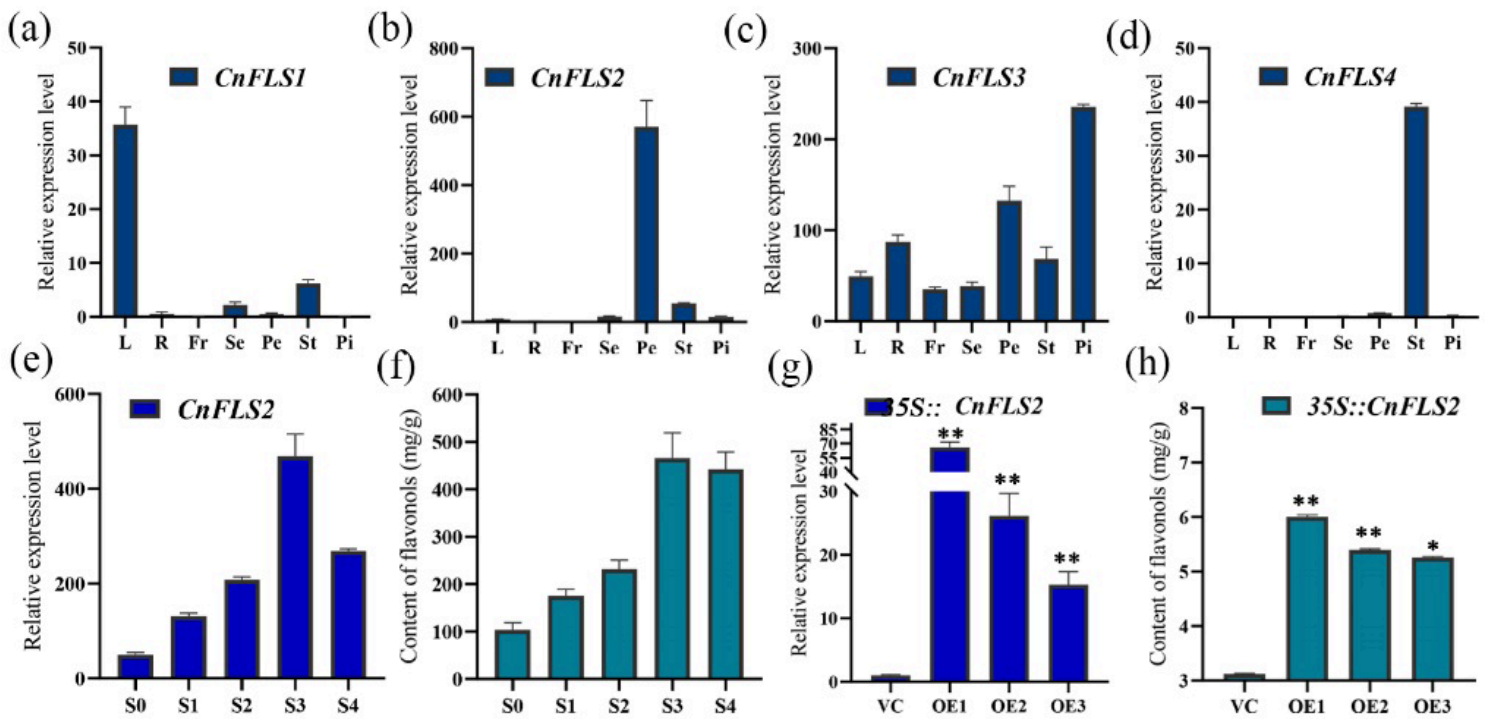 (a)
50
40
30
20
10
0
Relative expression level
CnFLS1
L R Fr Se Pe St Pi
(b)
800
600
400
200
0
Relative expression level
CnFLS2
L R Fr Se Pe St Pi
(c)
300
200
100
0
Relative expression level
CnFLS3
L R Fr Se Pe St Pi
(d)
50
40
30
20
10
0
Relative expression level
CnFLS4
L R Fr Se Pe St Pi
(e)
600
400
200
0
Relative expression level
CnFLS2
S0 S1 S2 S3 S4
(f)
600
500
400
300
200
100
0
Content of flavonols (mg/g)
S0 S1 S2 S3 S4
(g)
35S:: CnFLS2
85
70
55
40
30
20
10
0
Relative expression level
**
**
**
VC OE1 OE2 OE3
(h)
8
7
6
5
4
3
Content of flavonols (mg/g)
35S::CnFLS2
**
**
*
VC OE1 OE2 OE3